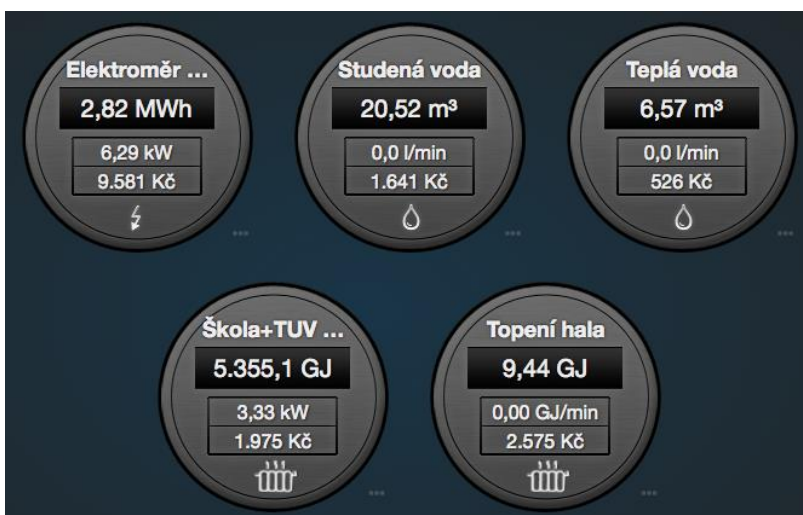 Elektroměr ...
2,82 MWh
6,29 kW
9.581 Kč
Studená voda
20,52 m³
0,0 l/min
1.641 Kč
Teplá voda
6,57 m³
0,0 l/min
526 Kč
Škola+TUV ...
5.355,1 GJ
3,33 kW
1.975 Kč
Topení hala
9,44 GJ
0,00 GJ/min
2.575 Kč